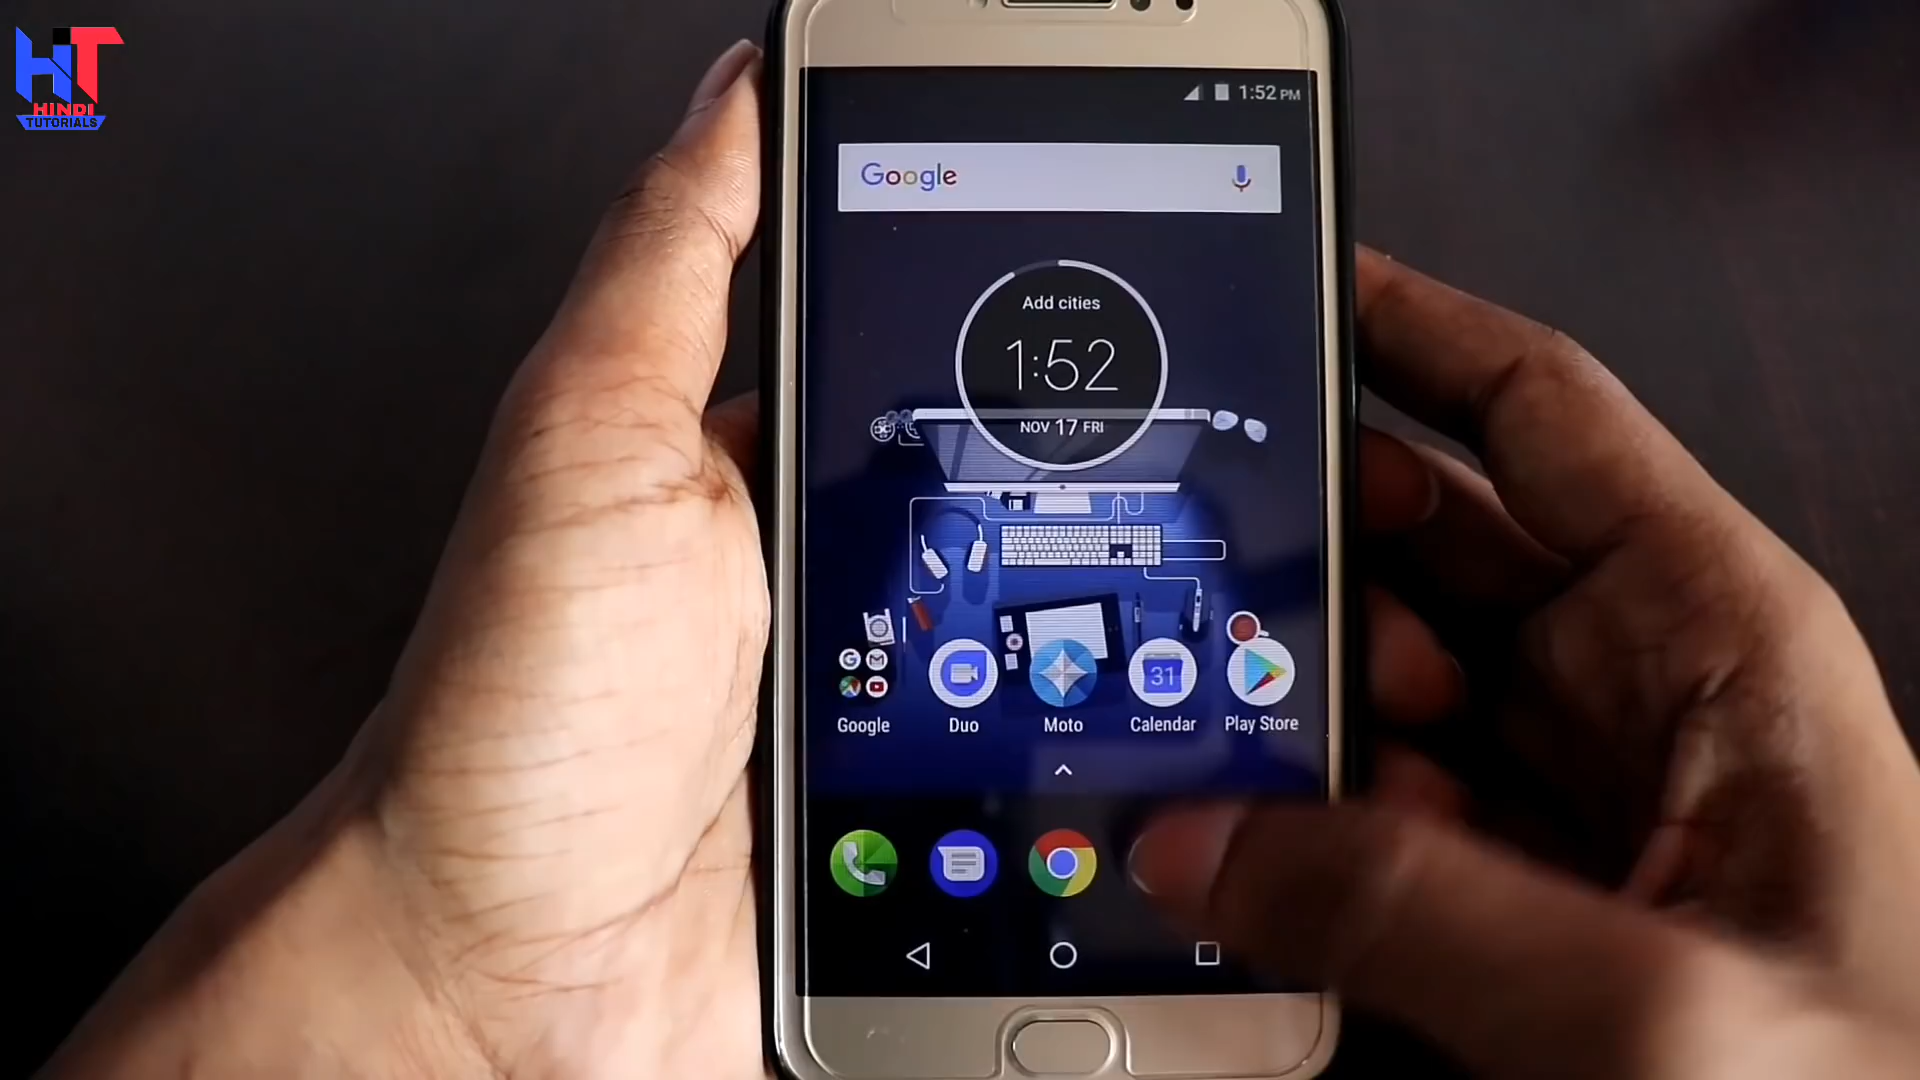 HT
HINDI
TUTORIALS
1:52 PM
Google
Add cities
1:52
NOV 17 FRI
31
Google
Duo
Moto
Calendar
Play Store